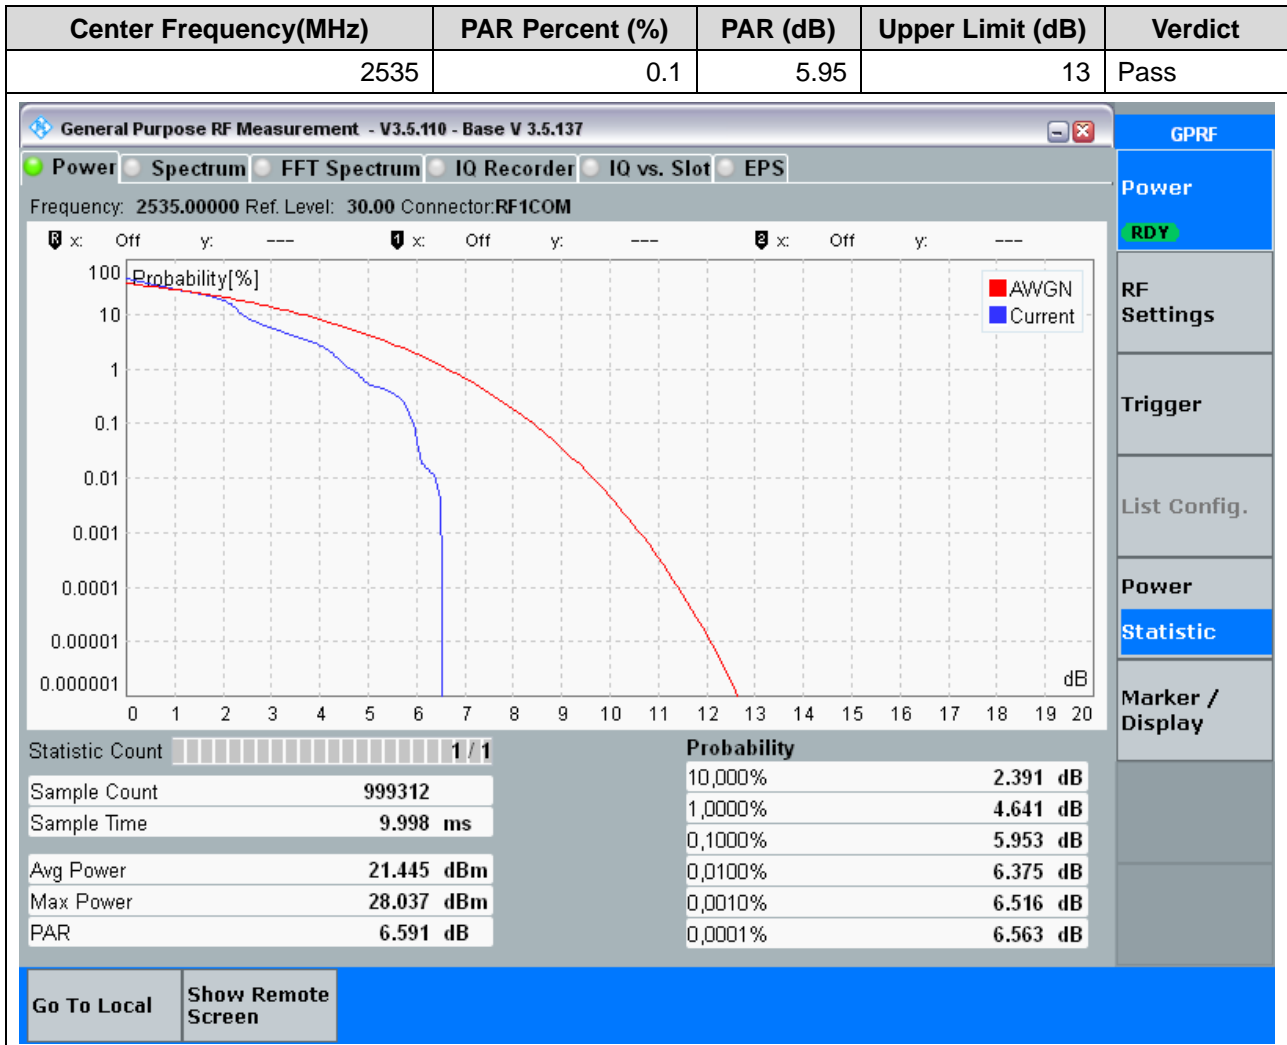 Center Frequency(MHz) PAR Percent (%) PAR (dB) Upper Limit (dB) Verdict
2535 0.1 5.95 13 Pass
General Purpose RF Measurement - V3.5.110 - Base V 3.5.137
GPRF
Power Spectrum FFT Spectrum IQ Recorder IQ vs. Slot EPS
Frequency: 2535.00000 Ref. Level: 30.00 Connector:RF1COM
R x: Off y: --- 1 x: Off y: --- 2 x: Off y: ---
Probability[%]
AWGN
Current
100
10
1
0.1
0.01
0.001
0.0001
0.00001
0.000001
dB
0 1 2 3 4 5 6 7 8 9 10 11 12 13 14 15 16 17 18 19 20
Statistic Count 1 / 1
Sample Count 999312
Sample Time 9.998 ms
Avg Power 21.445 dBm
Max Power 28.037 dBm
PAR 6.591 dB
Probability
10,000% 2.391 dB
1,0000% 4.641 dB
0,1000% 5.953 dB
0,0100% 6.375 dB
0,0010% 6.516 dB
0,0001% 6.563 dB
Power
RDY
RF
Settings
Trigger
List Config.
Power
Statistic
Marker /
Display
Go To Local
Show Remote
Screen